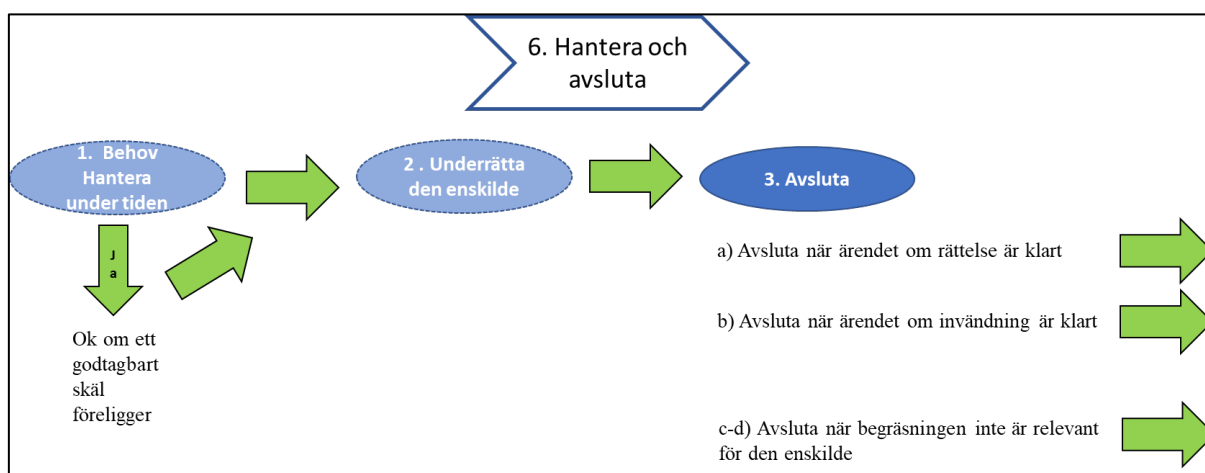 6. Hantera och
avsluta
1. Behov
Hantera
under tiden
2 . Underrätta
den enskilde
3. Avsluta
J
a
Ok om ett
godtagbart
skäl
föreligger
a) Avsluta när ärendet om rättelse är klart
b) Avsluta när ärendet om invändning är klart
c-d) Avsluta när begräsningen inte är relevant
för den enskilde